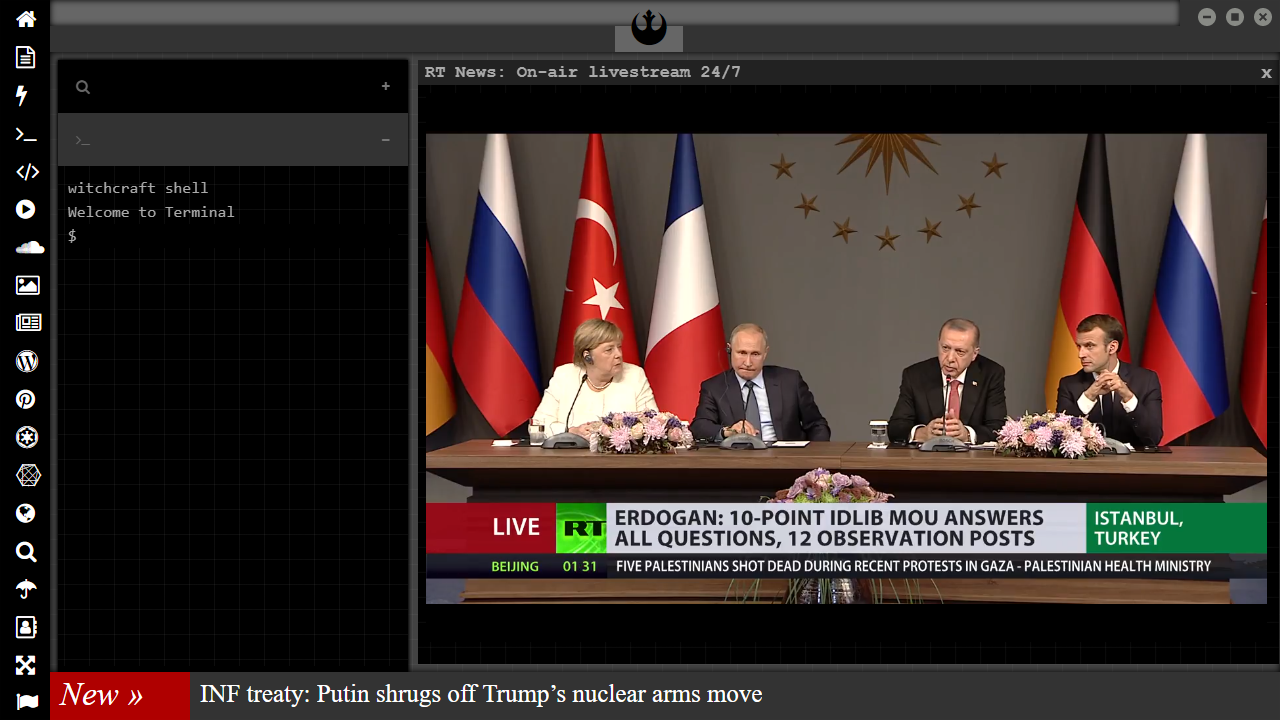 RT News: On-air livestream 24/7
x
witchcraft shell
Welcome to Terminal
$
LIVE
RT
ERDOGAN: 10-POINT IDLIB MOU ANSWERS
ALL QUESTIONS, 12 OBSERVATION POSTS
ISTANBUL,
TURKEY
BEIJING 01 31 FIVE PALESTINIANS SHOT DEAD DURING RECENT PROTESTS IN GAZA - PALESTINIAN HEALTH MINISTRY
New » INF treaty: Putin shrugs off Trump’s nuclear arms move